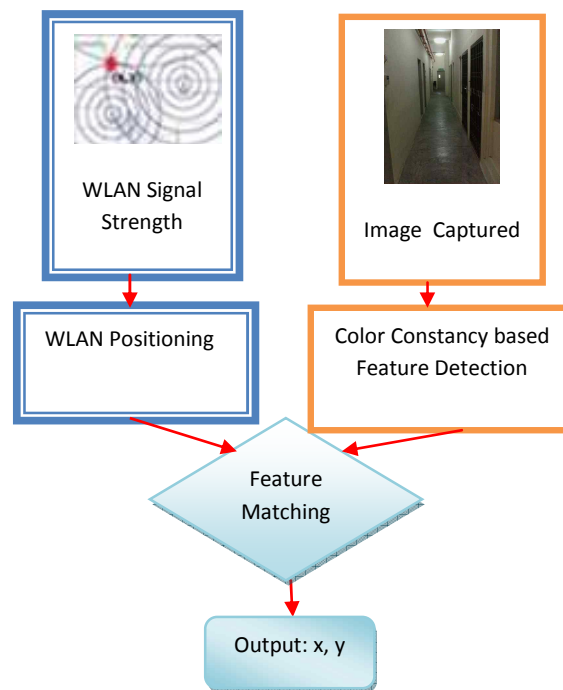 (x, y)
WLAN Signal
Strength
Image Captured
WLAN Positioning
Color Constancy based
Feature Detection
Feature
Matching
Output: x, y